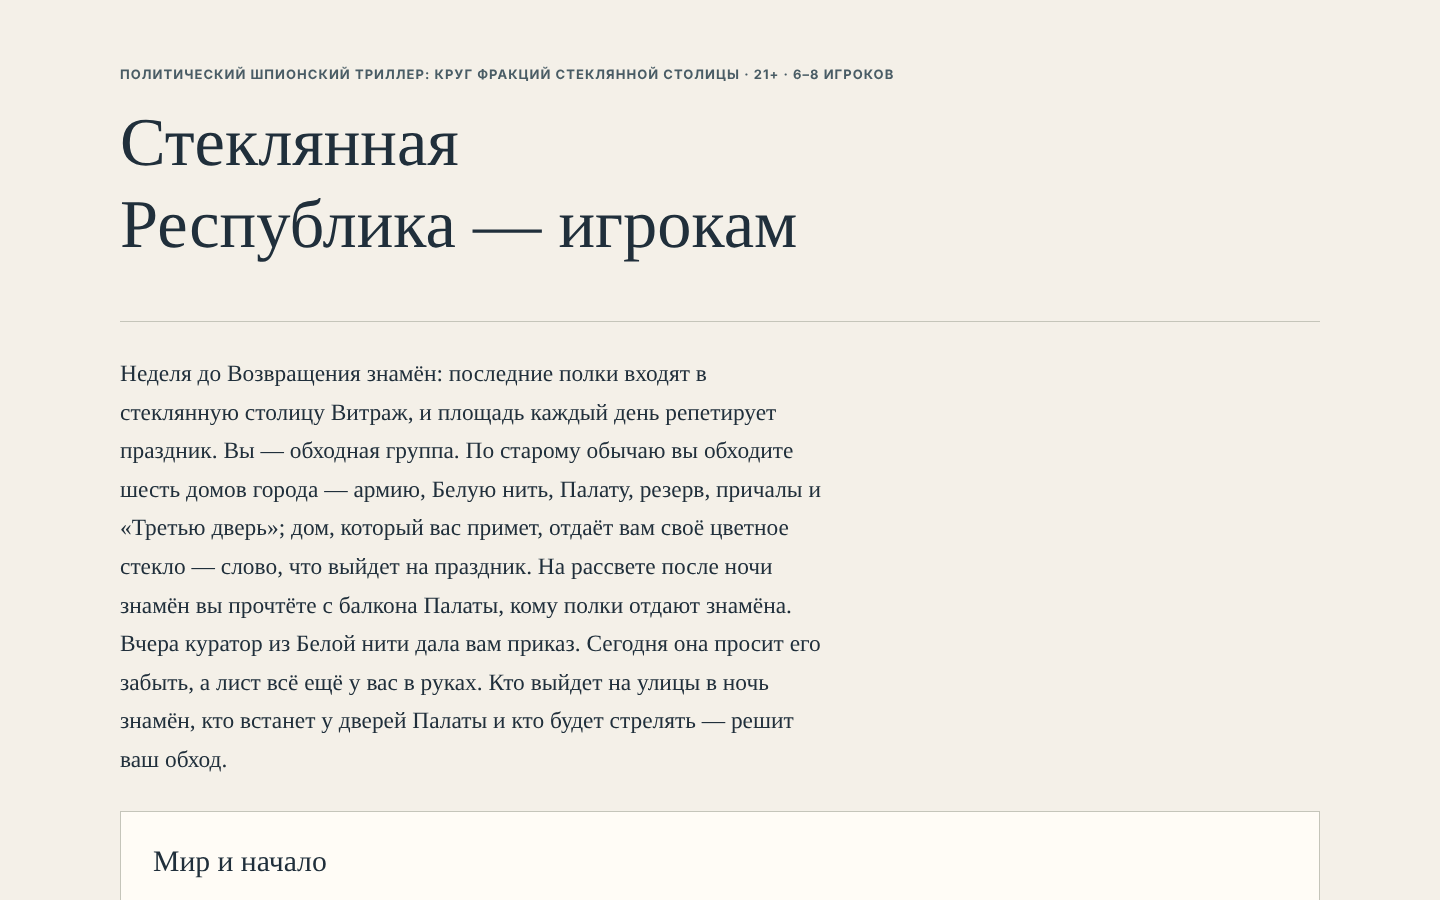 ПОЛИТИЧЕСКИЙ ШПИОНСКИЙ ТРИЛЛЕР: КРУГ ФРАКЦИЙ СТЕКЛЯННОЙ СТОЛИЦЫ · 21+ · 6–8 ИГРОКОВ
Стеклянная
Республика — игрокам
Неделя до Возвращения знамён: последние полки входят в
стеклянную столицу Витраж, и площадь каждый день репетирует
праздник. Вы — обходная группа. По старому обычаю вы обходите
шесть домов города — армию, Белую нить, Палату, резерв, причалы и
«Третью дверь»; дом, который вас примет, отдаёт вам своё цветное
стекло — слово, что выйдет на праздник. На рассвете после ночи
знамён вы прочтёте с балкона Палаты, кому полки отдают знамёна.
Вчера куратор из Белой нити дала вам приказ. Сегодня она просит его
забыть, а лист всё ещё у вас в руках. Кто выйдет на улицы в ночь
знамён, кто встанет у дверей Палаты и кто будет стрелять — решит
ваш обход.
Мир и начало